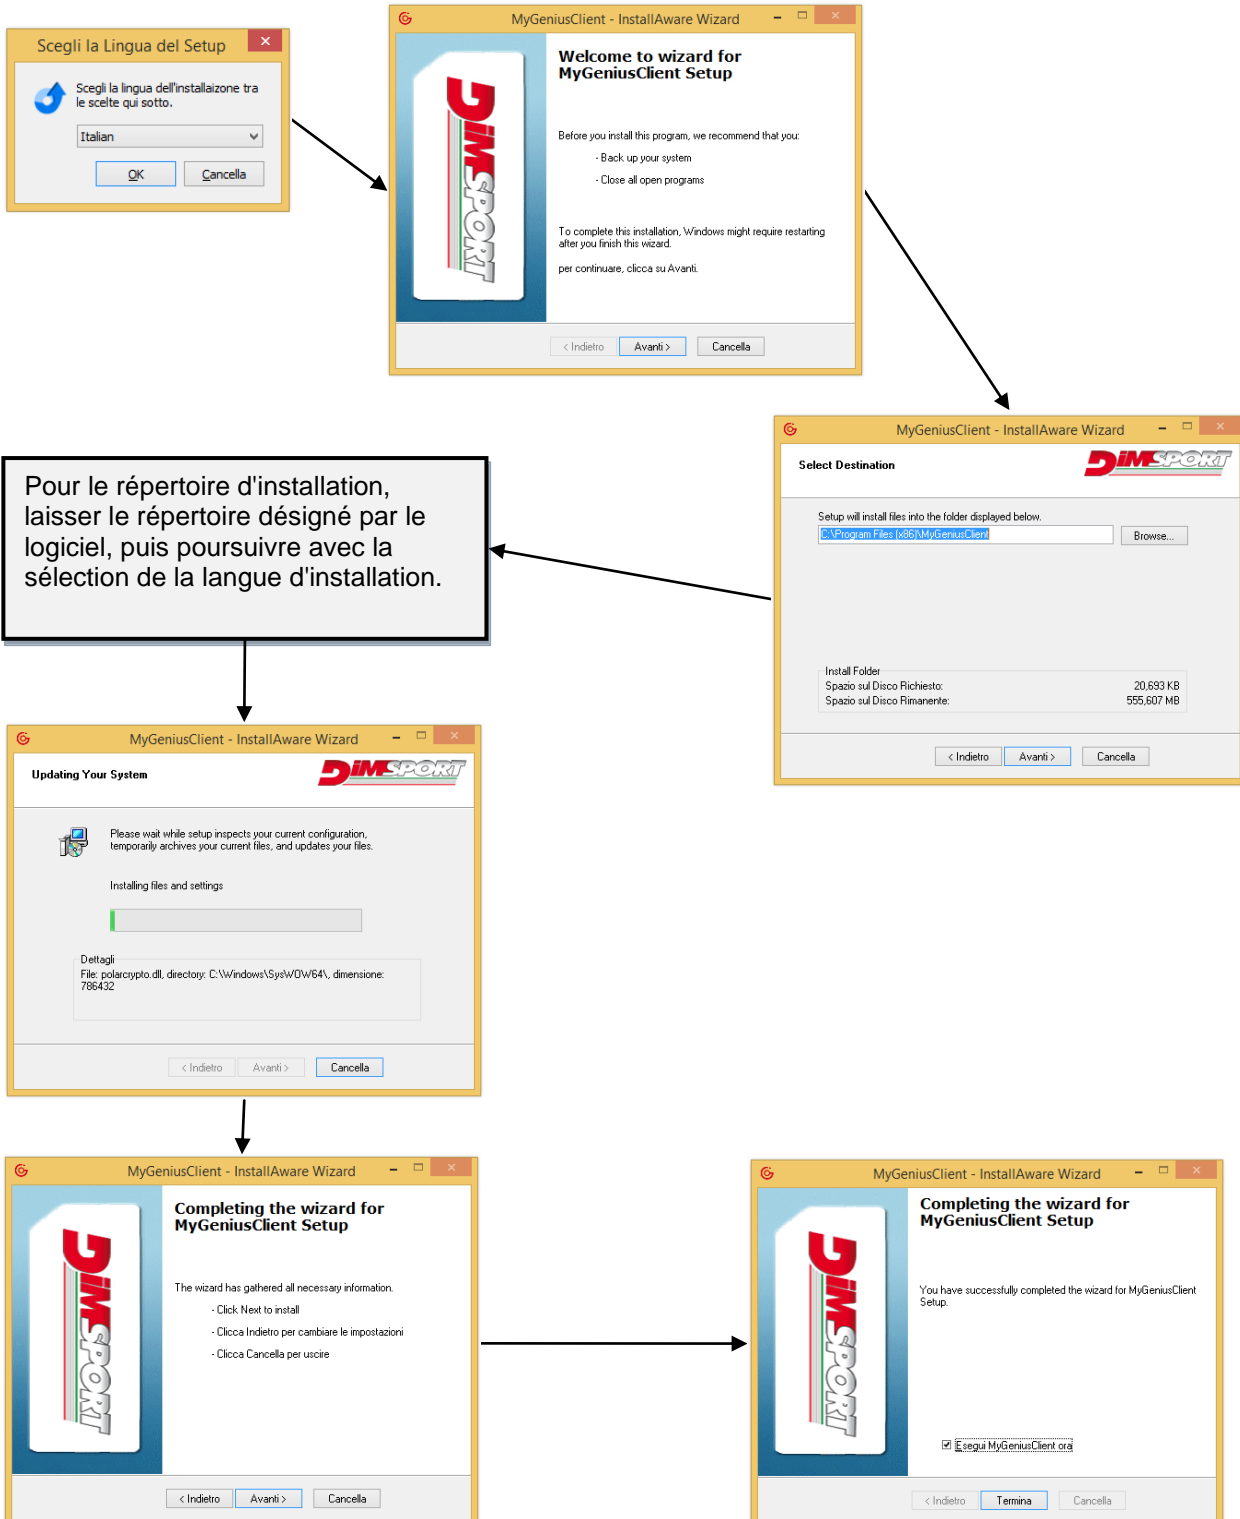 Scegli la Lingua del Setup
Scegli la lingua dell'installaizone tra
le scelte qui sotto.
Italian
OK
Cancella
MyGeniusClient - InstallAware Wizard
DIMSPORT
Welcome to wizard for
MyGeniusClient Setup
Before you install this program, we recommend that you:
- Back up your system
- Close all open programs
To complete this installation, Windows might require restarting
after you finish this wizard.
per continuare, clicca su Avanti.
< Indietro
Avanti >
Cancella
MyGeniusClient - InstallAware Wizard
Select Destination
DIMSPORT
Setup will install files into the folder displayed below.
C:\Program Files (x86)\MyGeniusClient
Browse...
Install Folder
Spazio sul Disco Richiesto: 20,693 KB
Spazio sul Disco Rimanente: 555,607 MB
< Indietro
Avanti >
Cancella
Pour le répertoire d'installation,
laisser le répertoire désigné par le
logiciel, puis poursuivre avec la
sélection de la langue d'installation.
MyGeniusClient - InstallAware Wizard
Updating Your System
DIMSPORT
Please wait while setup inspects your current configuration,
temporarily archives your current files, and updates your files.
Installing files and settings
Dettagli
File: polarcrypto.dll, directory: C:\Windows\SysWOW64\, dimensione:
786432
< Indietro
Avanti >
Cancella
MyGeniusClient - InstallAware Wizard
DIMSPORT
Completing the wizard for
MyGeniusClient Setup
The wizard has gathered all necessary information.
- Click Next to install
- Clicca Indietro per cambiare le impostazioni
- Clicca Cancella per uscire
< Indietro
Avanti >
Cancella
MyGeniusClient - InstallAware Wizard
DIMSPORT
Completing the wizard for
MyGeniusClient Setup
You have successfully completed the wizard for MyGeniusClient
Setup.
Esegui MyGeniusClient ora
< Indietro
Termina
Cancella